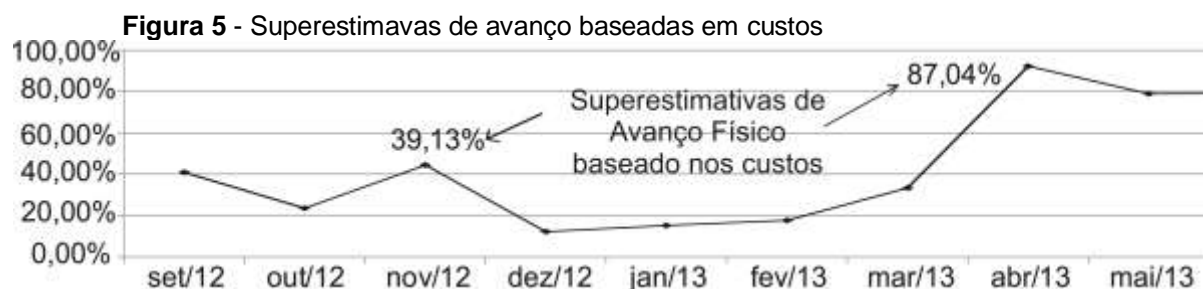 Figura 5 - Superestimavas de avanço baseadas em custos
100,00%
80,00%
60,00%
40,00%
20,00%
0,00%
87,04%
39,13%
Superestimativas de
Avanço Físico
baseado nos custos
set/12 out/12 nov/12 dez/12 jan/13 fev/13 mar/13 abr/13 mai/13